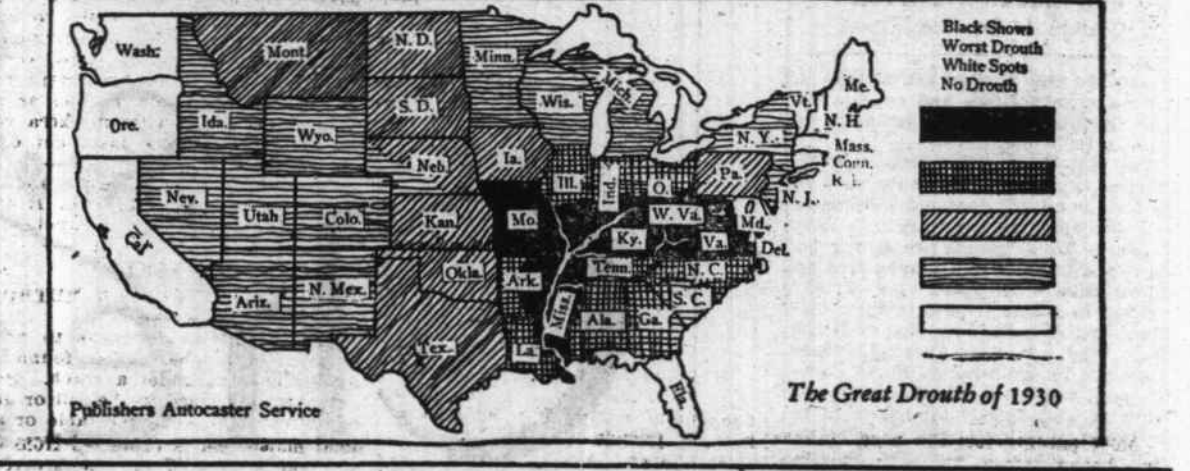 Wash.
Mont.
N. D.
Minn.
Ore.
Ida.
Wyo.
S. D.
Wis.
Mich.
Nev.
Utah
Colo.
Neb.
Kan.
Ia.
Ill.
Ind.
O.
Pa.
N. Y.
Vt.
Me.
N. H.
Mass.
Conn.
R. I.
N. J.
Md.
Del.
Cal
Ariz.
N. Mex.
Okla.
Tex.
Mo.
Ark.
La.
Miss.
Ky.
Tenn.
W. Va.
Va.
N. C.
S. C.
Ala.
Ga.
Fla.
Black Shows
Worst Drouth
White Spots
No Drouth
Publishers Autocaster Service
The Great Drouth of 1930